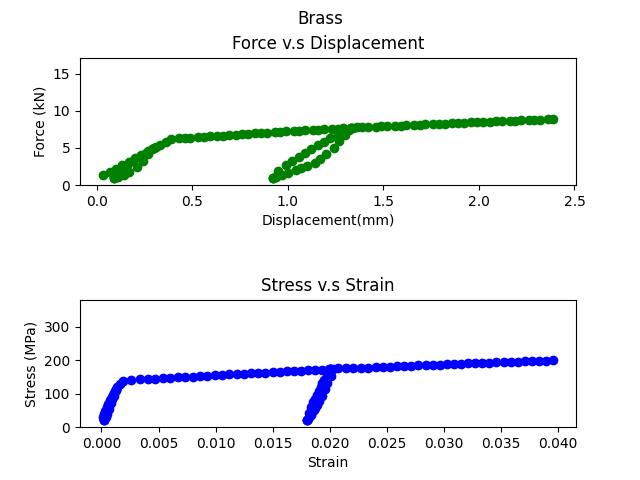 Brass
Force v.s Displacement
15
10
5
0
Force (kN)
0.0 0.5 1.0 1.5 2.0 2.5
Displacement(mm)
Stress v.s Strain
300
200
100
0
Stress (MPa)
0.000 0.005 0.010 0.015 0.020 0.025 0.030 0.035 0.040
Strain